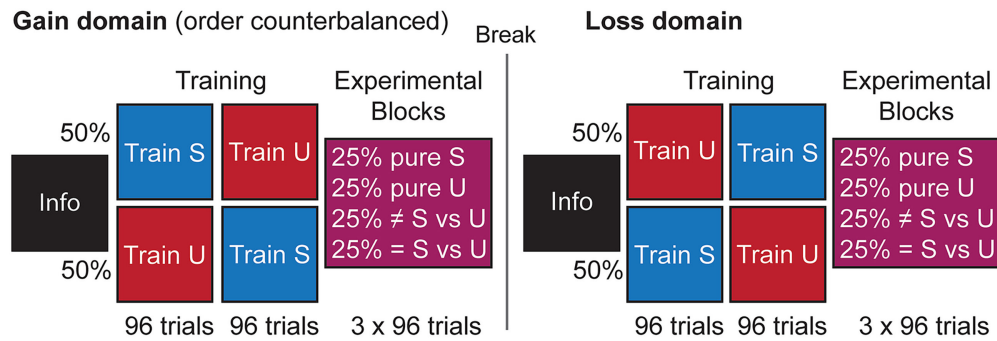 Gain domain (order counterbalanced)
Break
Loss domain
Training
Experimental
Blocks
50%
Info
50%
Train S
Train U
Train U
Train S
25% pure S
25% pure U
25% ≠ S vs U
25% = S vs U
96 trials
96 trials
3 x 96 trials
Training
Experimental
Blocks
50%
Info
50%
Train U
Train S
Train S
Train U
25% pure S
25% pure U
25% ≠ S vs U
25% = S vs U
96 trials
96 trials
3 x 96 trials